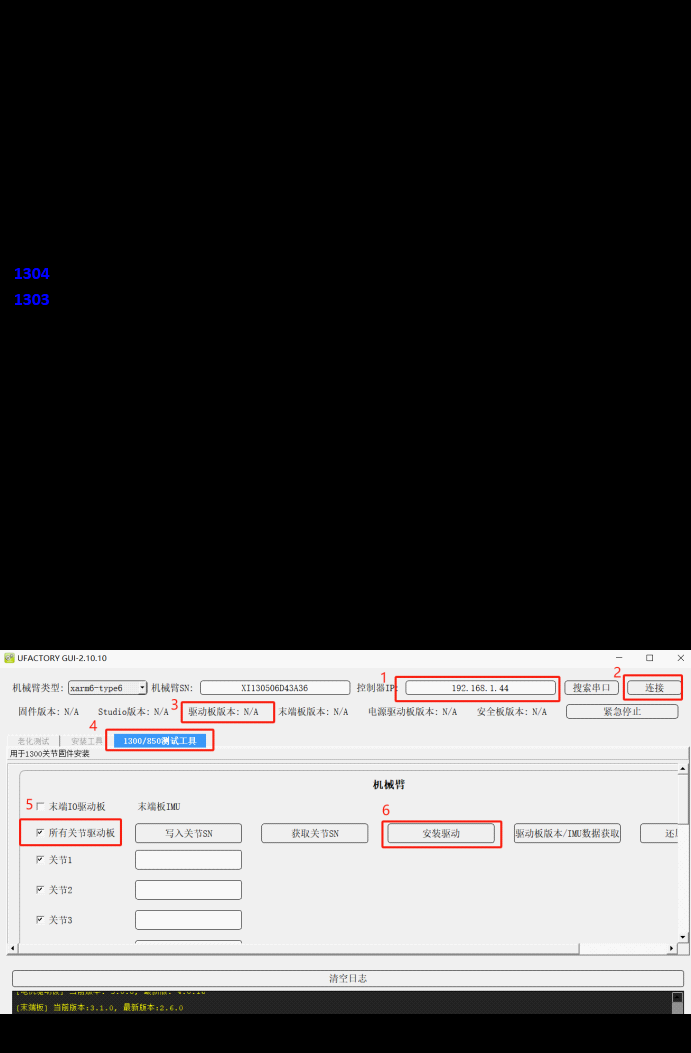 1304
1303
UFACTORY GUI-2.10.10
1 2
机械臂类型: xarm6-type6 机械臂SN: XI130506D43A36 控制器IP: 192.168.1.44 搜索串口 连接
3
固件版本: N/A Studio版本: N/A 驱动板版本: N/A 末端板版本: N/A 电源驱动板版本: N/A 安全板版本: N/A 紧急停止
4
老化测试 安装工具 1300/850测试工具
用于1300关节固件安装
机械臂
5 末端IO驱动板 末端板IMU 6
所有关节驱动板 写入关节SN 获取关节SN 安装驱动 驱动板版本/IMU数据获取 还
关节1
关节2
关节3
清空日志
(末端板) 当前版本:3.1.0, 最新版本:2.6.0